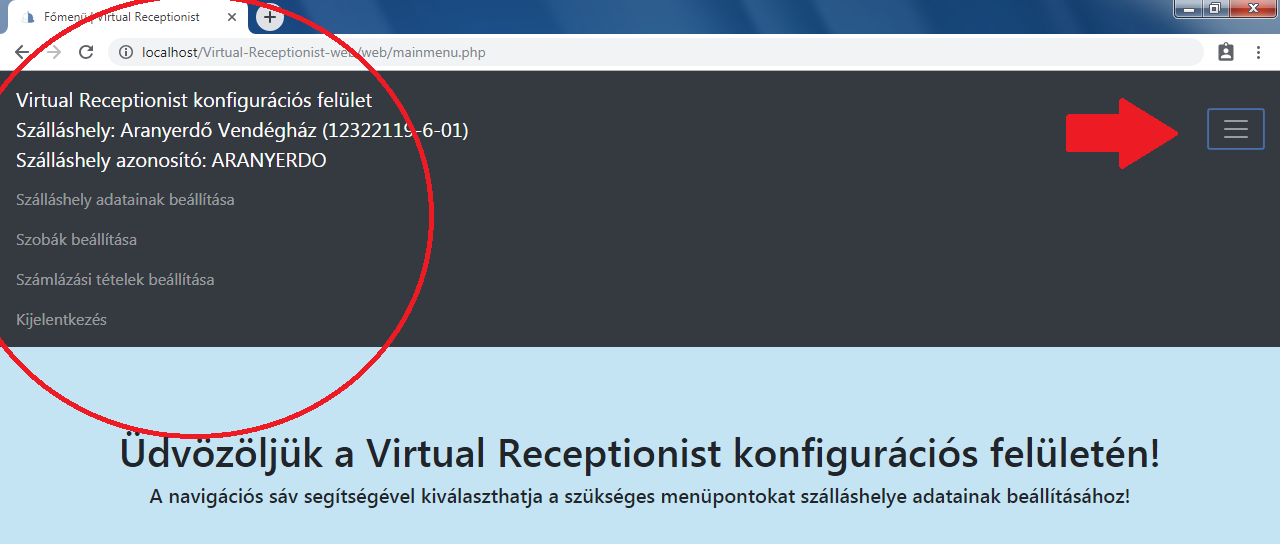 Főmenü | Virtual Receptionist
localhost/Virtual-Receptionist-web/web/mainmenu.php
Virtual Receptionist konfigurációs felület
Szálláshely: Aranyerdő Vendégház (12322119-6-01)
Szálláshely azonosító: ARANYERDO
Szálláshely adatainak beállítása
Szobák beállítása
Számlázási tételek beállítása
Kijelentkezés
Üdvözöljük a Virtual Receptionist konfigurációs felületén!
A navigációs sáv segítségével kiválaszthatja a szükséges menüpontokat szálláshelye adatainak beállításához!